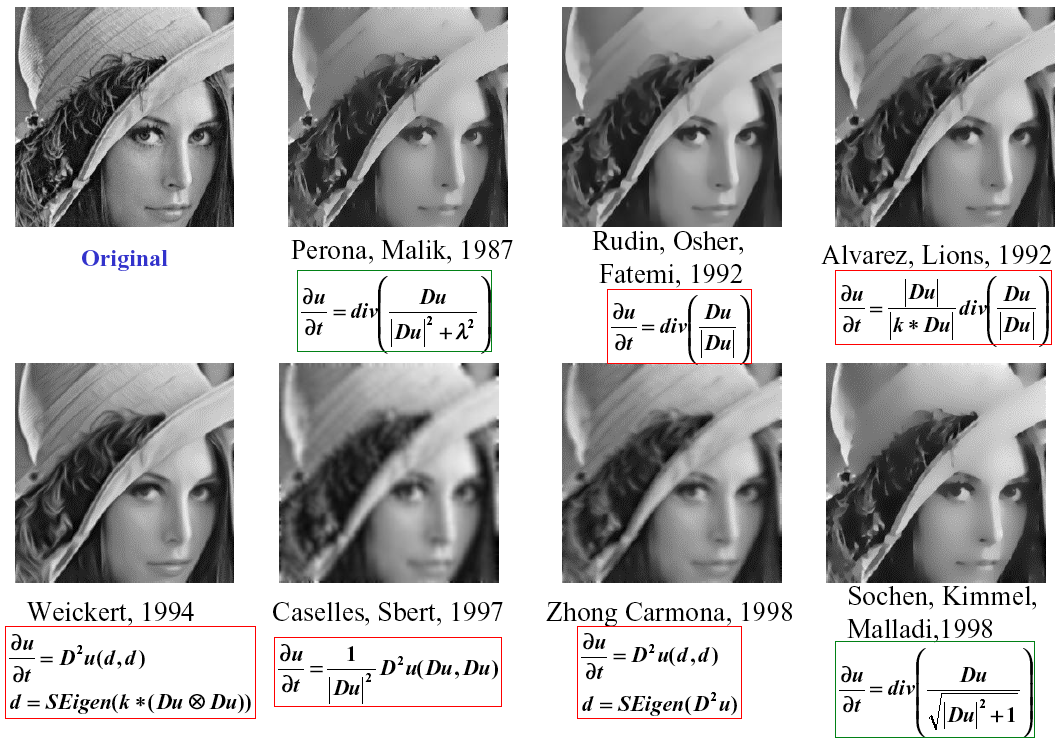 Original
Perona, Malik, 1987
∂u/∂t = div(Du / (|Du|² + λ²))
Rudin, Osher,
Fatemi, 1992
∂u/∂t = div(Du / |Du|)
Alvarez, Lions, 1992
∂u/∂t = |Du| / |k * Du| div(Du / |Du|)
Weickert, 1994
∂u/∂t = D²u(d,d)
d = SEigen(k *(Du ⊗ Du))
Caselles, Sbert, 1997
∂u/∂t = 1 / |Du|² D²u(Du, Du)
Zhong Carmona, 1998
∂u/∂t = D²u(d,d)
d = SEigen(D²u)
Sochen, Kimmel,
Malladi,1998
∂u/∂t = div(Du / √(|Du|² + 1))